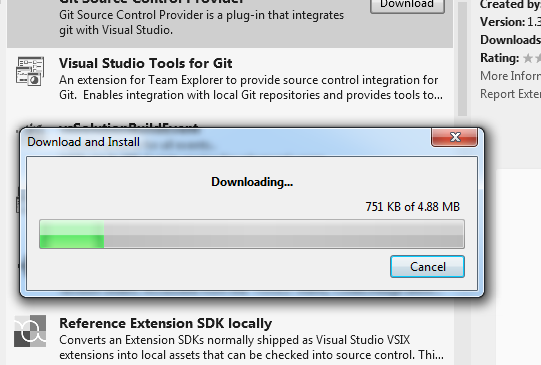 Git Source Control Provider
Download
Git Source Control Provider is a plug-in that integrates
git with Visual Studio.
Created by:
Version: 1.3
Downloads
Rating:
More Inform
Report Exten
Visual Studio Tools for Git
An extension for Team Explorer to provide source control integration for
Git. Enables integration with local Git repositories and provides tools to...
vsSolutionBuildEvent
Download and Install
Downloading...
751 KB of 4.88 MB
Cancel
Reference Extension SDK locally
Converts an Extension SDKs normally shipped as Visual Studio VSIX
extensions into local assets that can be checked into source control. Thi...